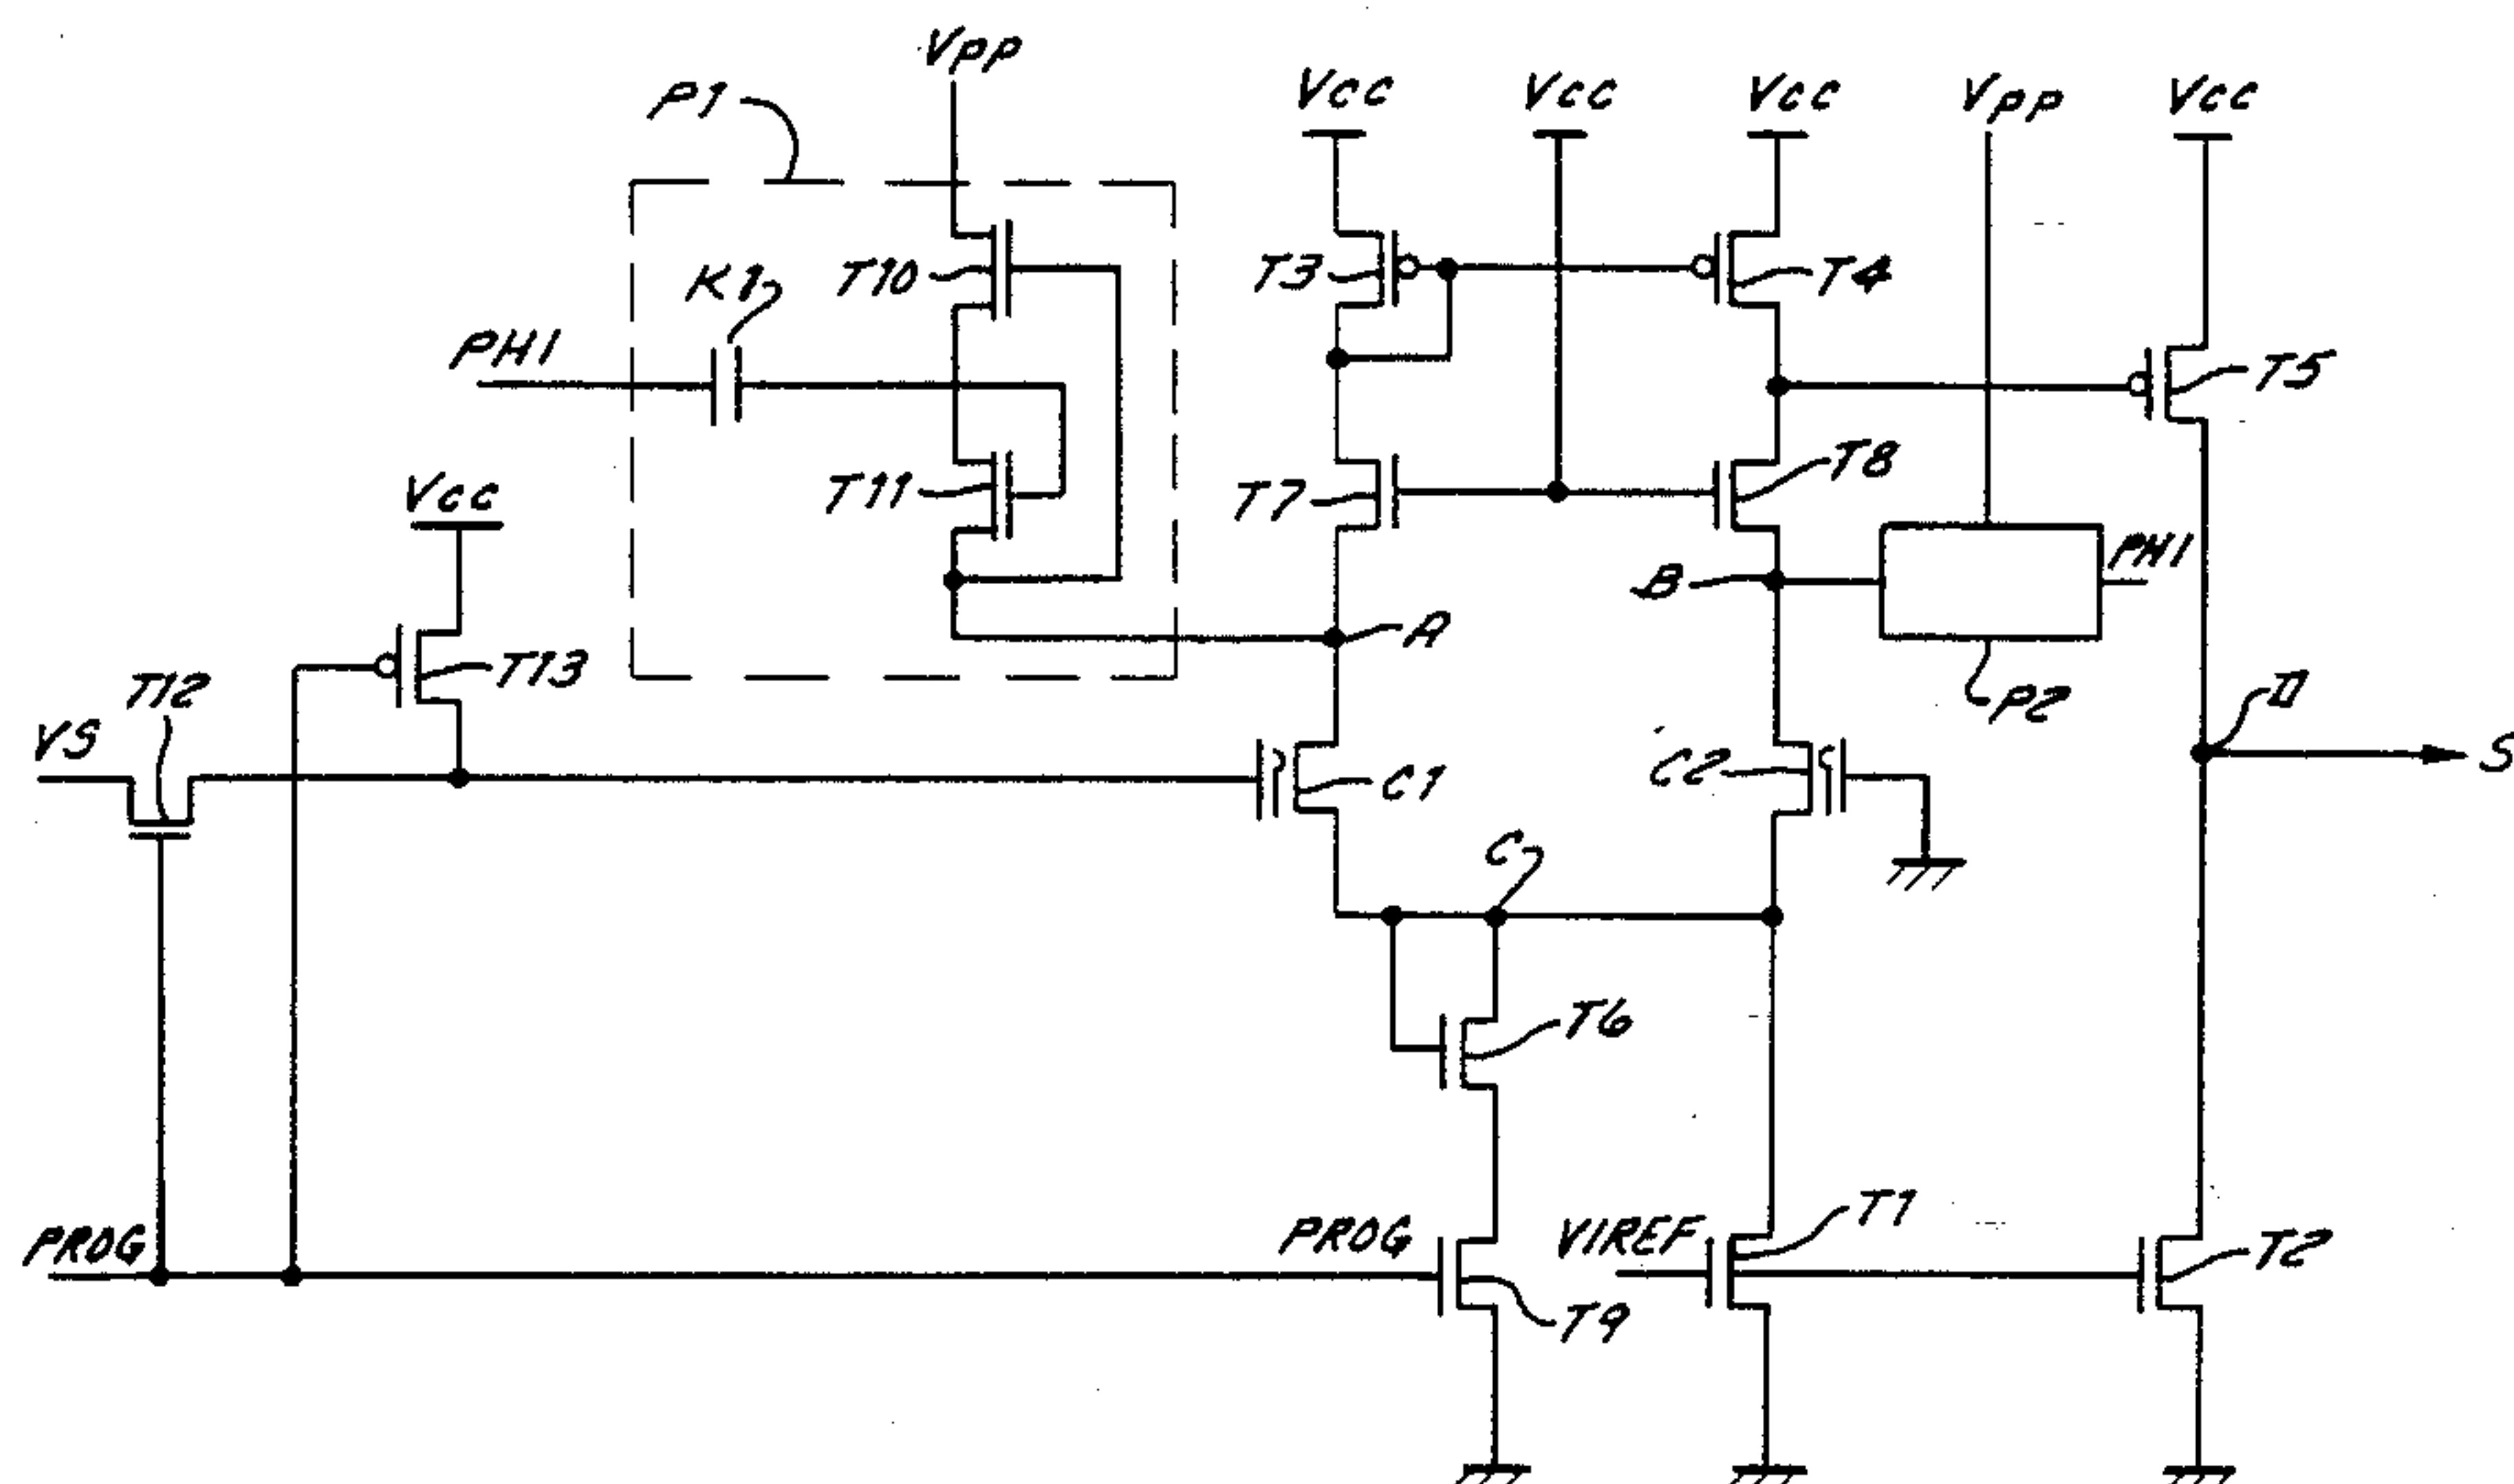 Vpp
P1
Vcc
Vcc
Vcc
Vpp
Vcc
K1
T10
T3
T4
PH1
T5
T11
T7
T8
Vcc
B
PH1
A
T13
T12
P2
D
VS
C1
C2
S
C
T6
PROG
PROG
VIREF
T1
T2
T9